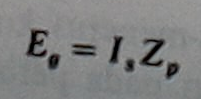 E_g = I_s Z_p